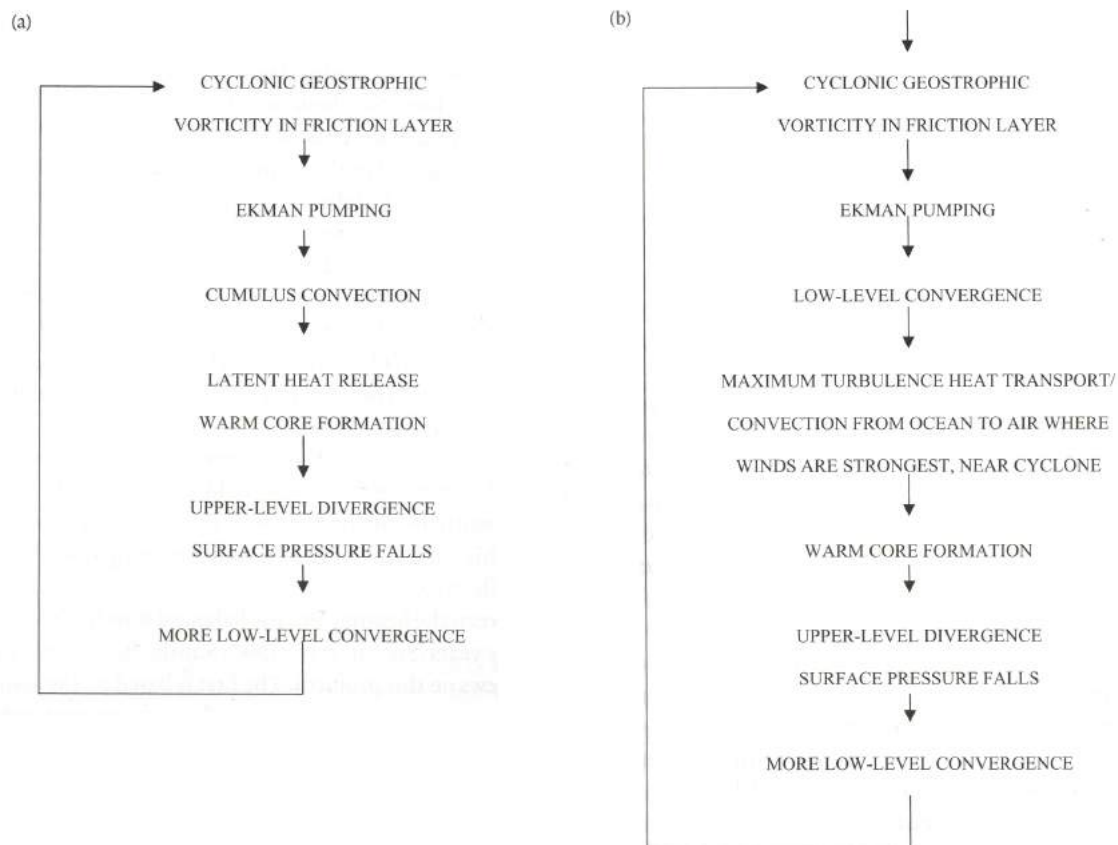 (a)
CYCLONIC GEOSTROPHIC
VORTICITY IN FRICTION LAYER
EKMAN PUMPING
CUMULUS CONVECTION
LATENT HEAT RELEASE
WARM CORE FORMATION
UPPER-LEVEL DIVERGENCE
SURFACE PRESSURE FALLS
MORE LOW-LEVEL CONVERGENCE
(b)
CYCLONIC GEOSTROPHIC
VORTICITY IN FRICTION LAYER
EKMAN PUMPING
LOW-LEVEL CONVERGENCE
MAXIMUM TURBULENCE HEAT TRANSPORT/
CONVECTION FROM OCEAN TO AIR WHERE
WINDS ARE STRONGEST, NEAR CYCLONE
WARM CORE FORMATION
UPPER-LEVEL DIVERGENCE
SURFACE PRESSURE FALLS
MORE LOW-LEVEL CONVERGENCE